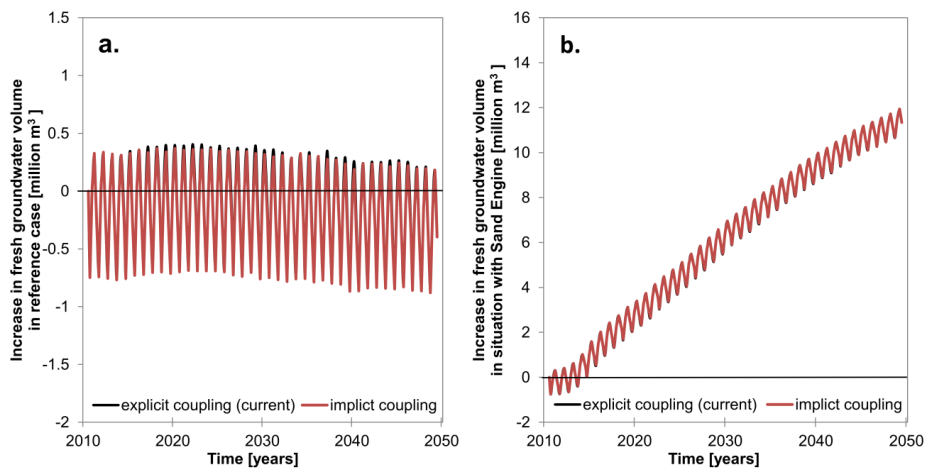 a.
Increase in fresh groundwater volume
in reference case [million m³ ]
1.5
1
0.5
0
-0.5
-1
-1.5
-2
explicit coupling (current)
implict coupling
2010
2020
2030
2040
2050
Time [years]
b.
Increase in fresh groundwater volume
in situation with Sand Engine [million m³ ]
16
14
12
10
8
6
4
2
0
-2
explicit coupling (current)
implict coupling
2010
2020
2030
2040
2050
Time [years]